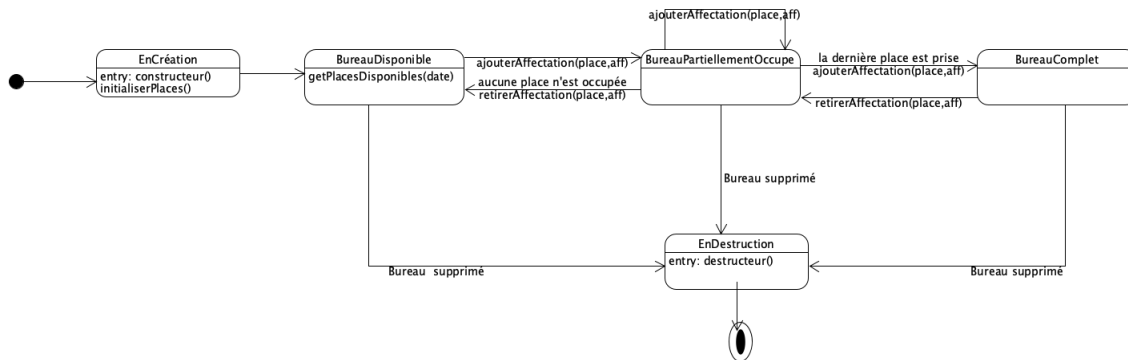 ajouterAffectation(place,aff)
EnCréation
entry: constructeur()
initialiserPlaces()
BureauDisponible
getPlacesDisponibles(date)
ajouterAffectation(place,aff)
aucune place n'est occupée
retirerAffectation(place,aff)
BureauPartiellementOccupe
la dernière place est prise
ajouterAffectation(place,aff)
retirerAffectation(place,aff)
BureauComplet
Bureau supprimé
EnDestruction
entry: destructeur()
Bureau supprimé
Bureau supprimé